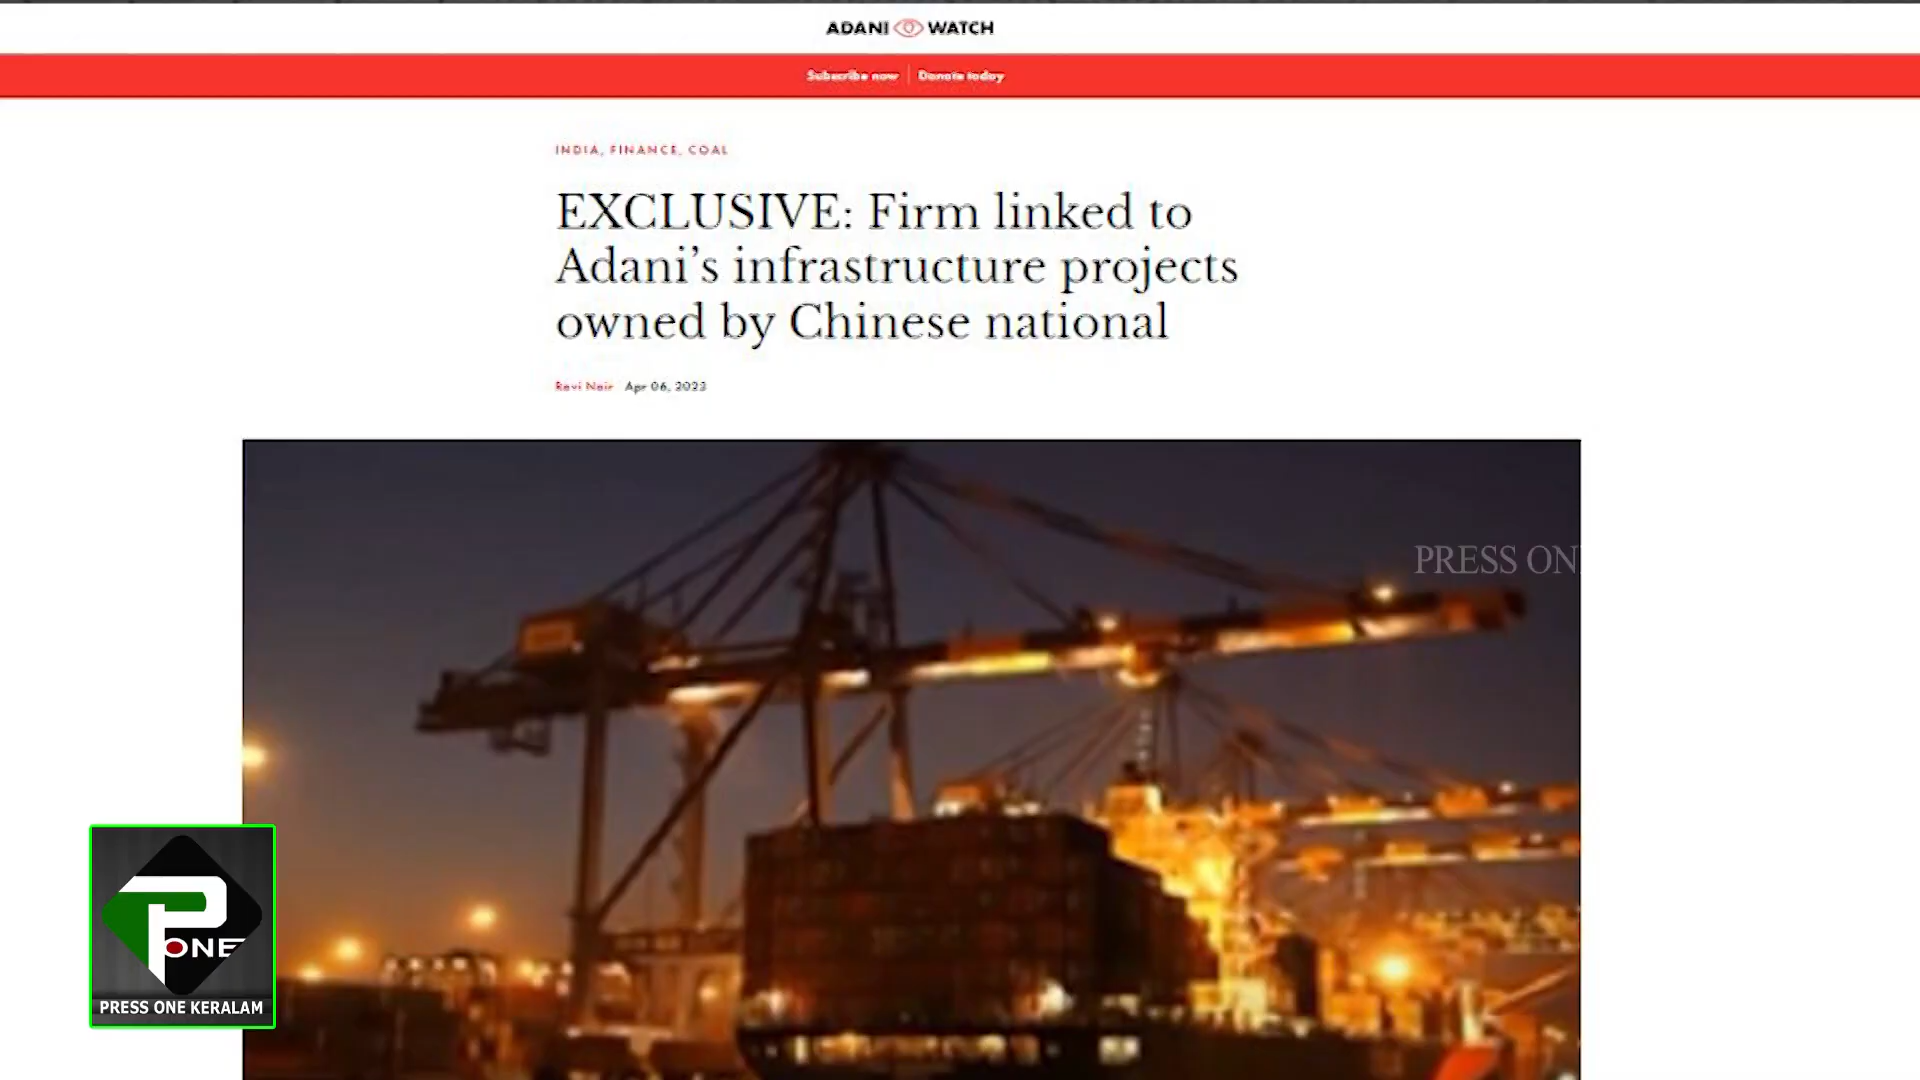 ADANI WATCH
Subscribe now Donate today
INDIA, FINANCE, COAL
EXCLUSIVE: Firm linked to
Adani’s infrastructure projects
owned by Chinese national
Ravi Nair Apr 06, 2023
PRESS ON
P
ONE
PRESS ONE KERALAM